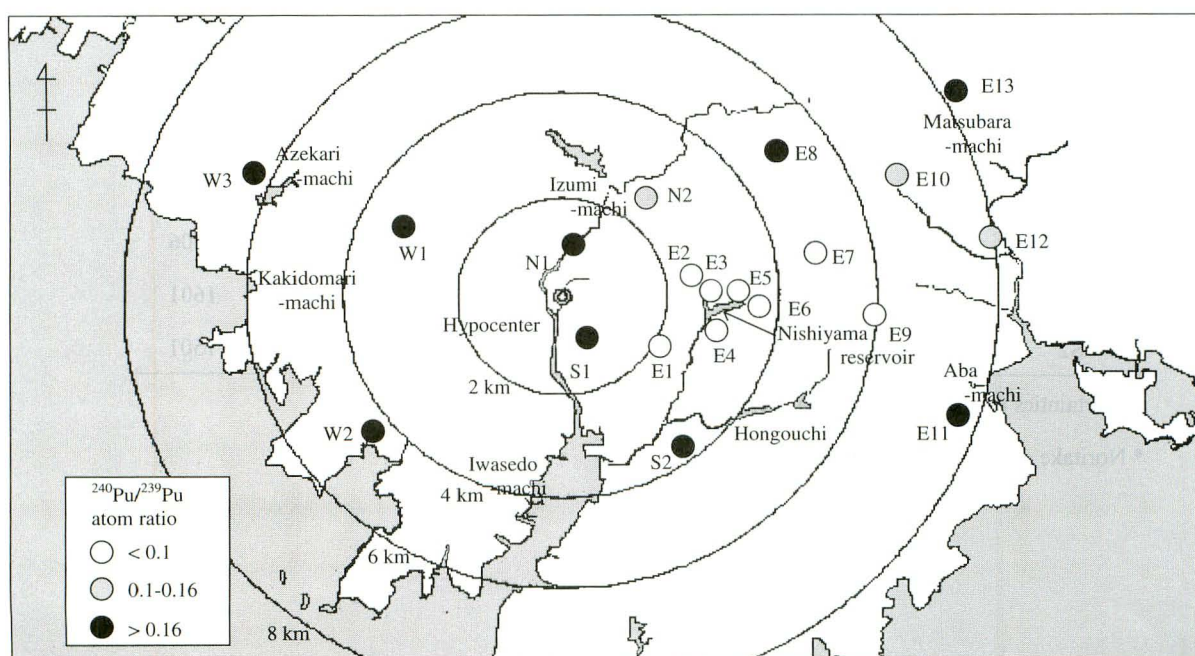 E13
Matsubara
-machi
E8
Azekari
-machi
W3
Izumi
-machi
N2
E10
W1
N1
E2
E3
E5
E7
E12
Kakidomari
-machi
Hypocenter
E6
E9
Nishiyama
reservoir
S1
E1
E4
2 km
Aba
-machi
W2
Iwasedo
-machi
S2
Hongouchi
E11
4 km
6 km
8 km
²⁴⁰Pu/²³⁹Pu
atom ratio
< 0.1
0.1-0.16
> 0.16